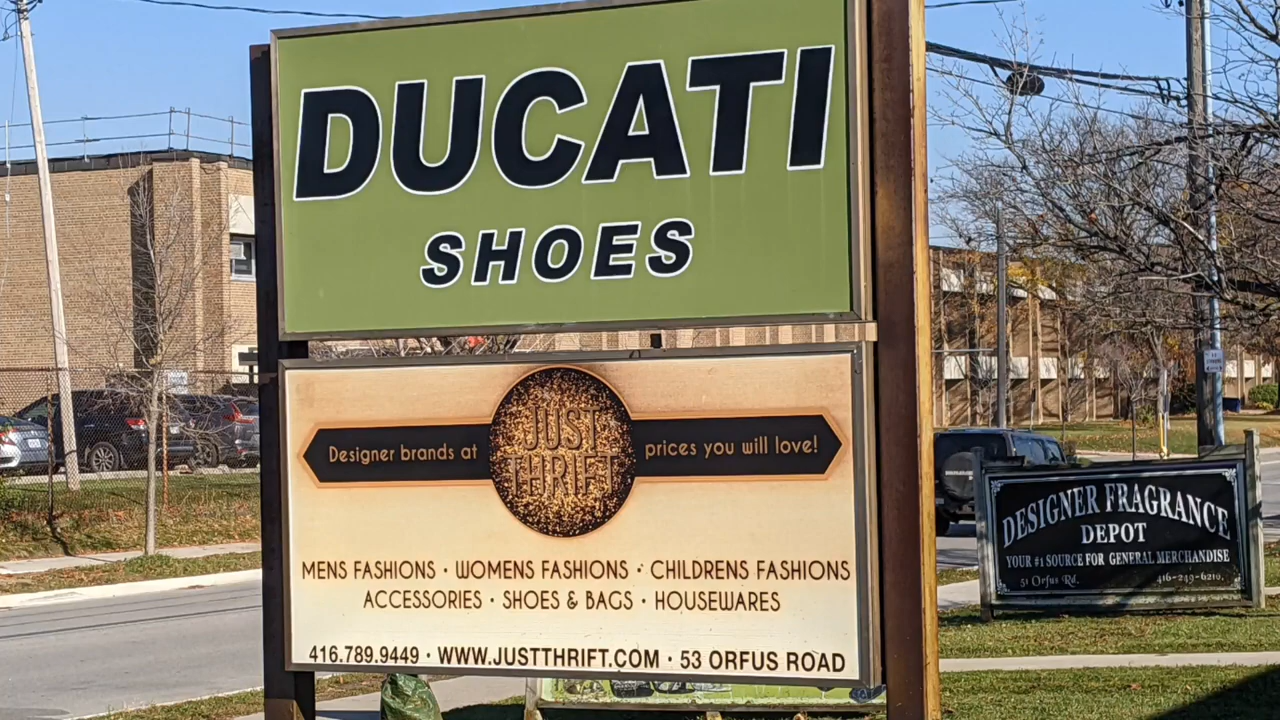 DUCATI
SHOES
Designer brands at JUST THRIFT prices you will love!
MENS FASHIONS · WOMENS FASHIONS · CHILDRENS FASHIONS
ACCESSORIES · SHOES & BAGS · HOUSEWARES
416.789.9449 · WWW.JUSTTHRIFT.COM · 53 ORFUS ROAD
DESIGNER FRAGRANCE
DEPOT
YOUR #1 SOURCE FOR GENERAL MERCHANDISE
51 Orfus Rd. 416-249-6210.